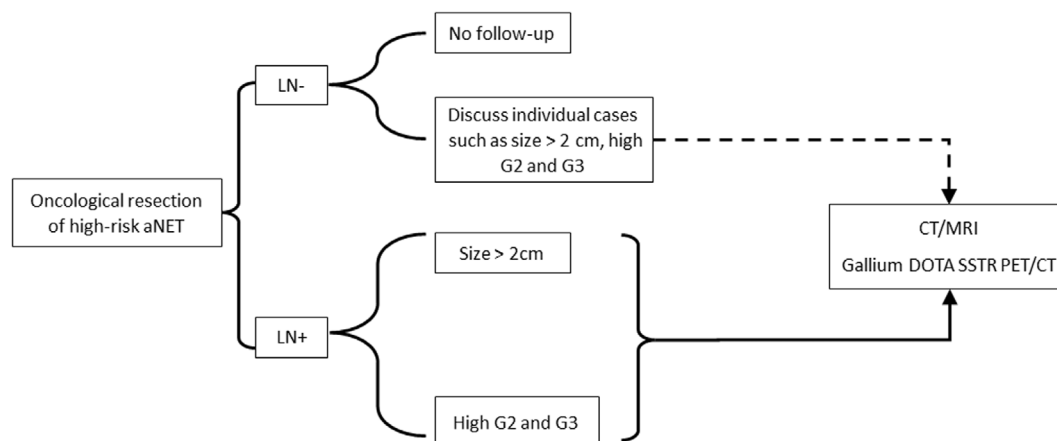 No follow-up
LN-
Discuss individual cases
such as size > 2 cm, high
G2 and G3
Oncological resection
of high-risk aNET
CT/MRI
Gallium DOTA SSTR PET/CT
Size > 2cm
LN+
High G2 and G3